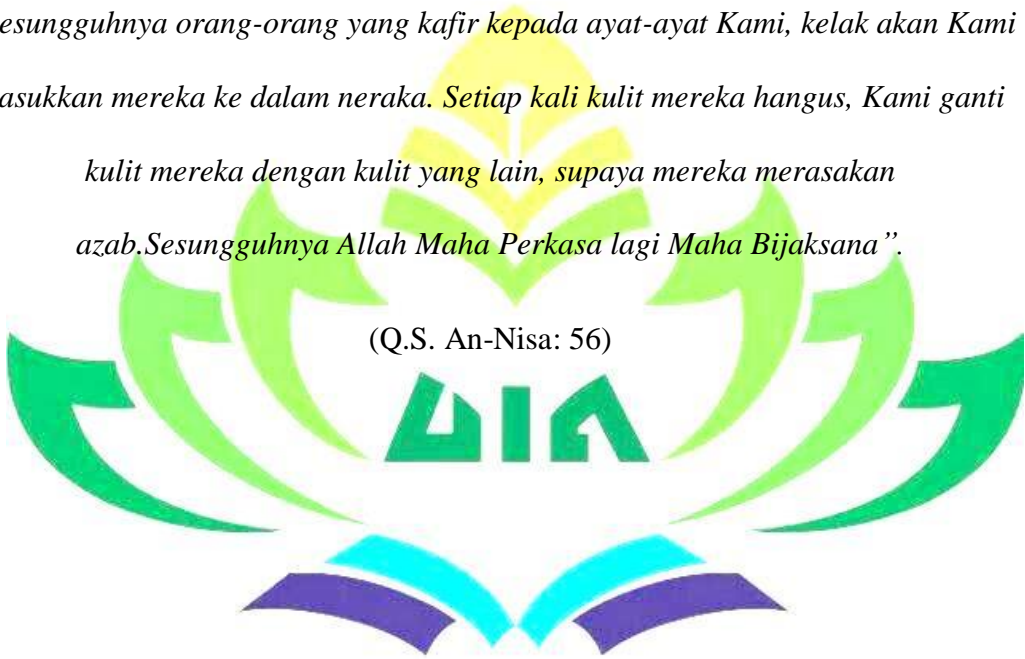 esungguhnya orang-orang yang kafir kepada ayat-ayat Kami, kelak akan Kami
asukkan mereka ke dalam neraka. Setiap kali kulit mereka hangus, Kami ganti
kulit mereka dengan kulit yang lain, supaya mereka merasakan
azab.Sesungguhnya Allah Maha Perkasa lagi Maha Bijaksana”.
(Q.S. An-Nisa: 56)
UIN